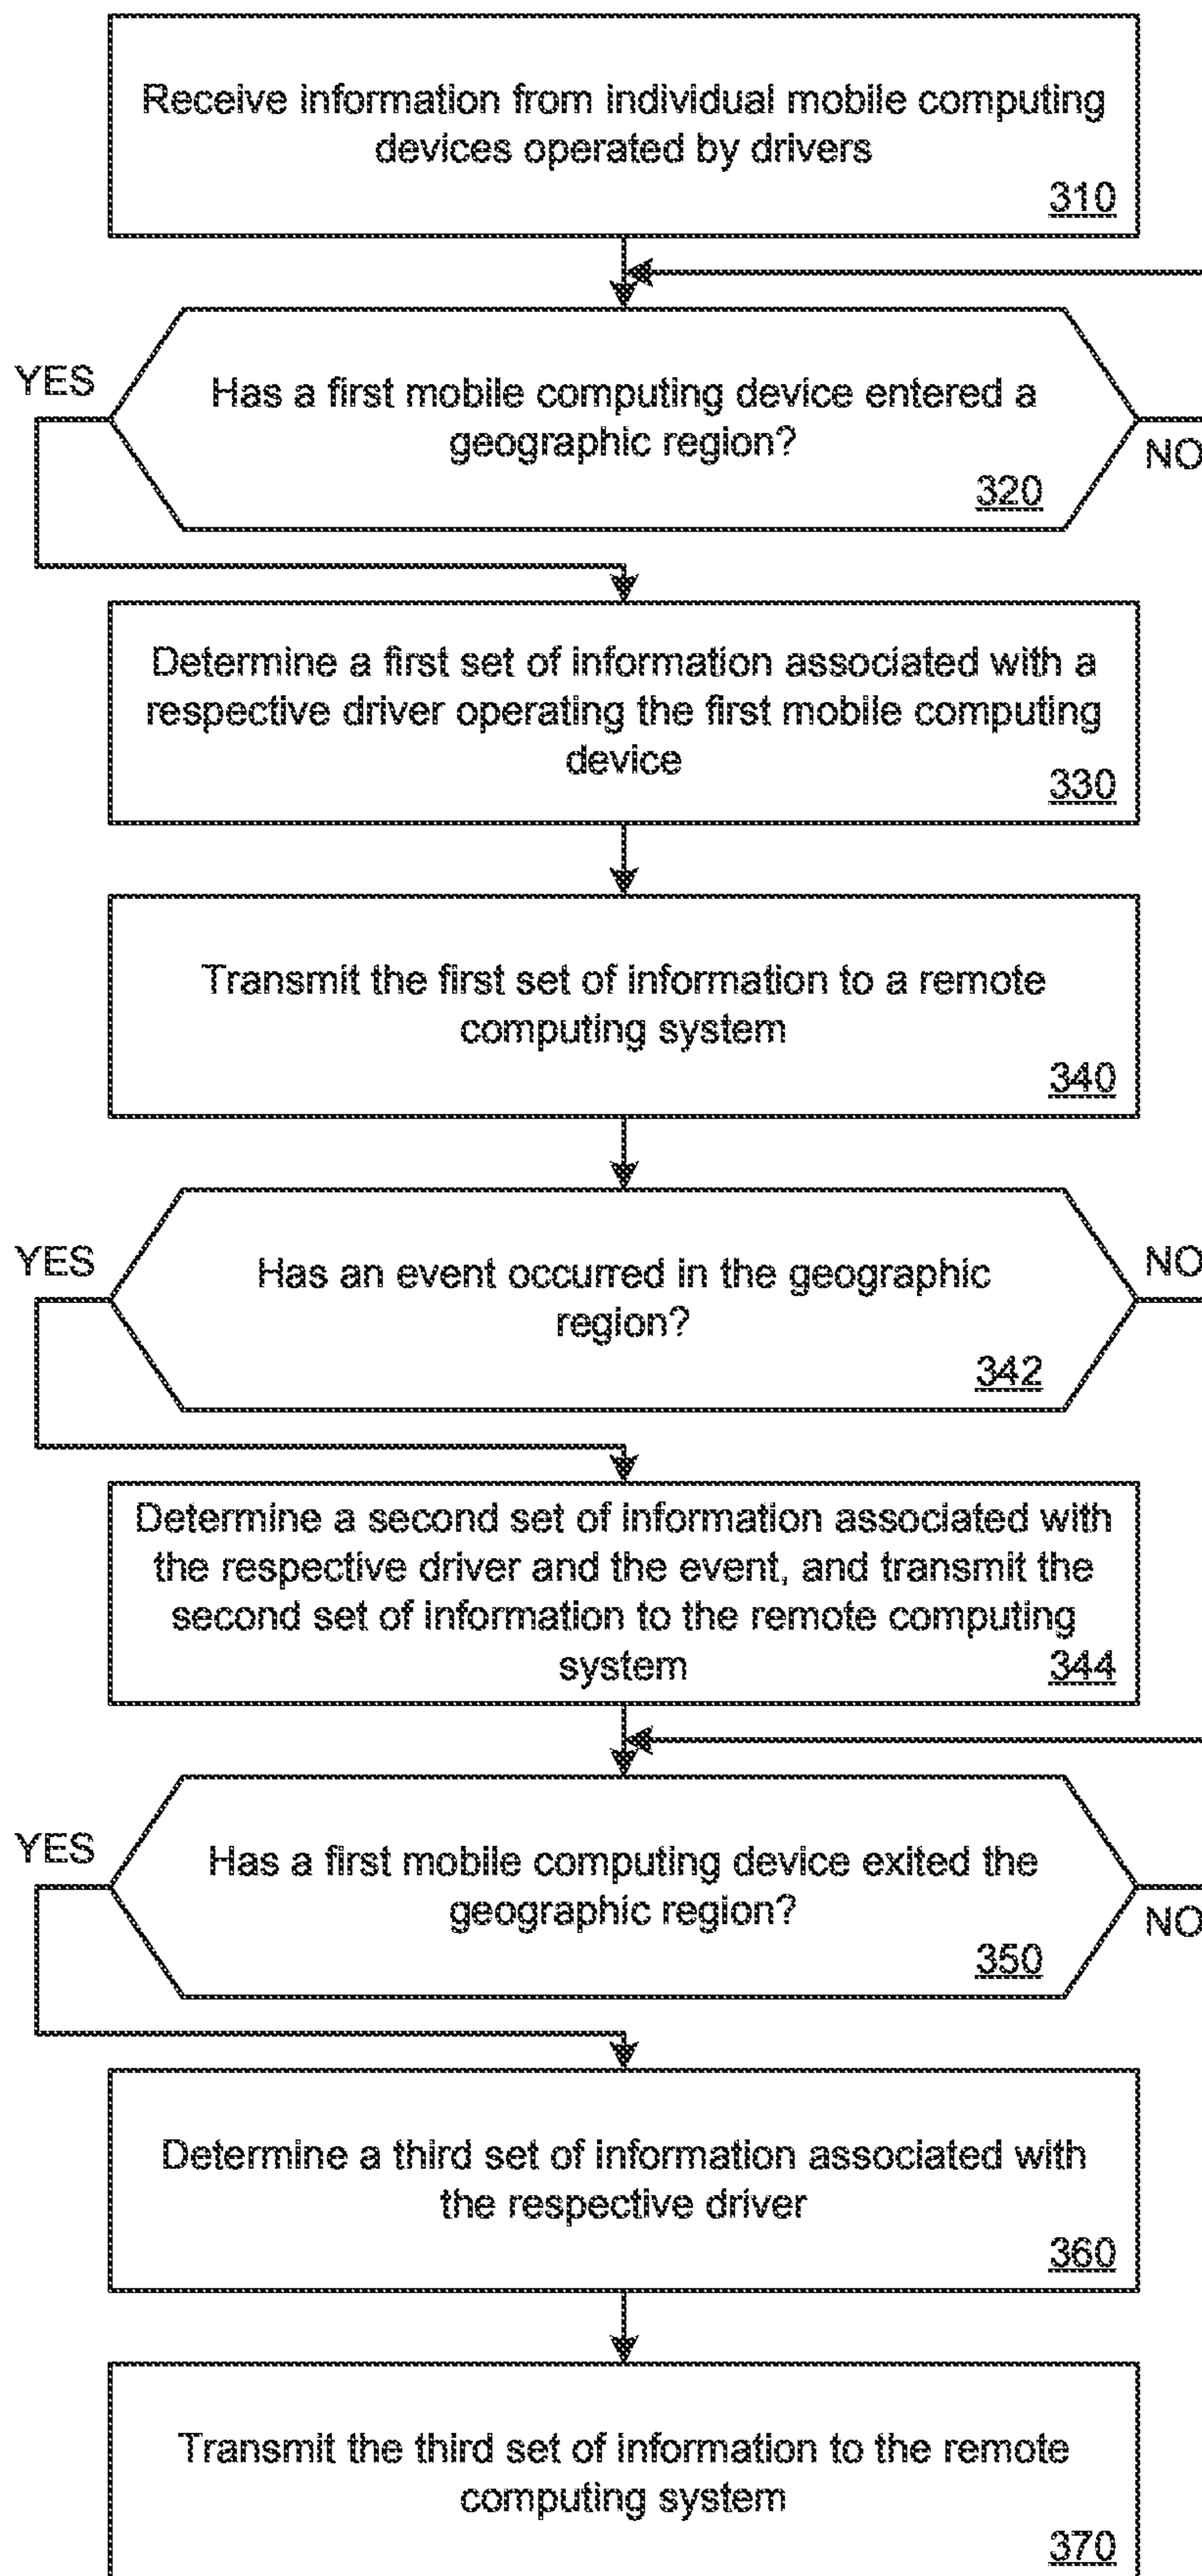 Receive information from individual mobile computing
devices operated by drivers
310
YES
Has a first mobile computing device entered a
geographic region?
NO
320
Determine a first set of information associated with a
respective driver operating the first mobile computing
device
330
Transmit the first set of information to a remote
computing system
340
YES
Has an event occurred in the geographic
region?
NO
342
Determine a second set of information associated with
the respective driver and the event, and transmit the
second set of information to the remote computing
system
344
YES
Has a first mobile computing device exited the
geographic region?
NO
350
Determine a third set of information associated with
the respective driver
360
Transmit the third set of information to the remote
computing system
370